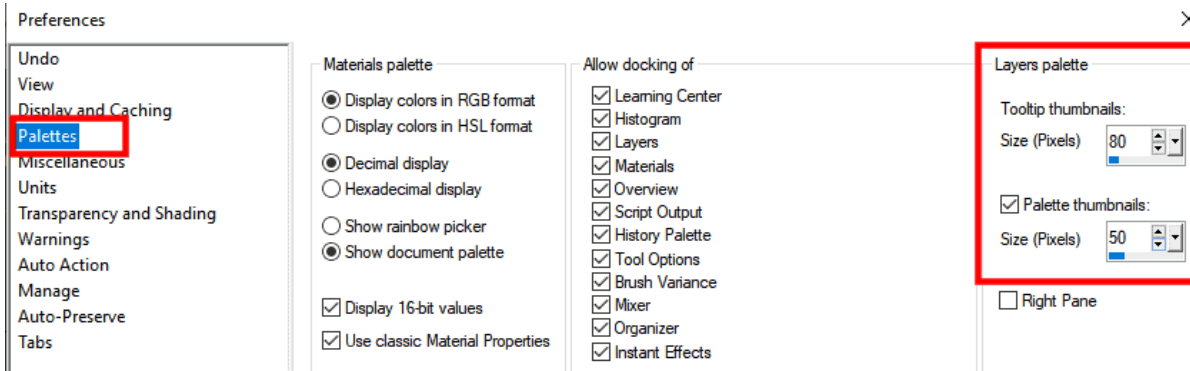 Preferences
Undo
View
Display and Caching
Palettes
Miscellaneous
Units
Transparency and Shading
Warnings
Auto Action
Manage
Auto-Preserve
Tabs
Materials palette
Display colors in RGB format
Display colors in HSL format
Decimal display
Hexadecimal display
Show rainbow picker
Show document palette
Display 16-bit values
Use classic Material Properties
Allow docking of
Learning Center
Histogram
Layers
Materials
Overview
Script Output
History Palette
Tool Options
Brush Variance
Mixer
Organizer
Instant Effects
Layers palette
Tooltip thumbnails:
Size (Pixels) 80
Palette thumbnails:
Size (Pixels) 50
Right Pane